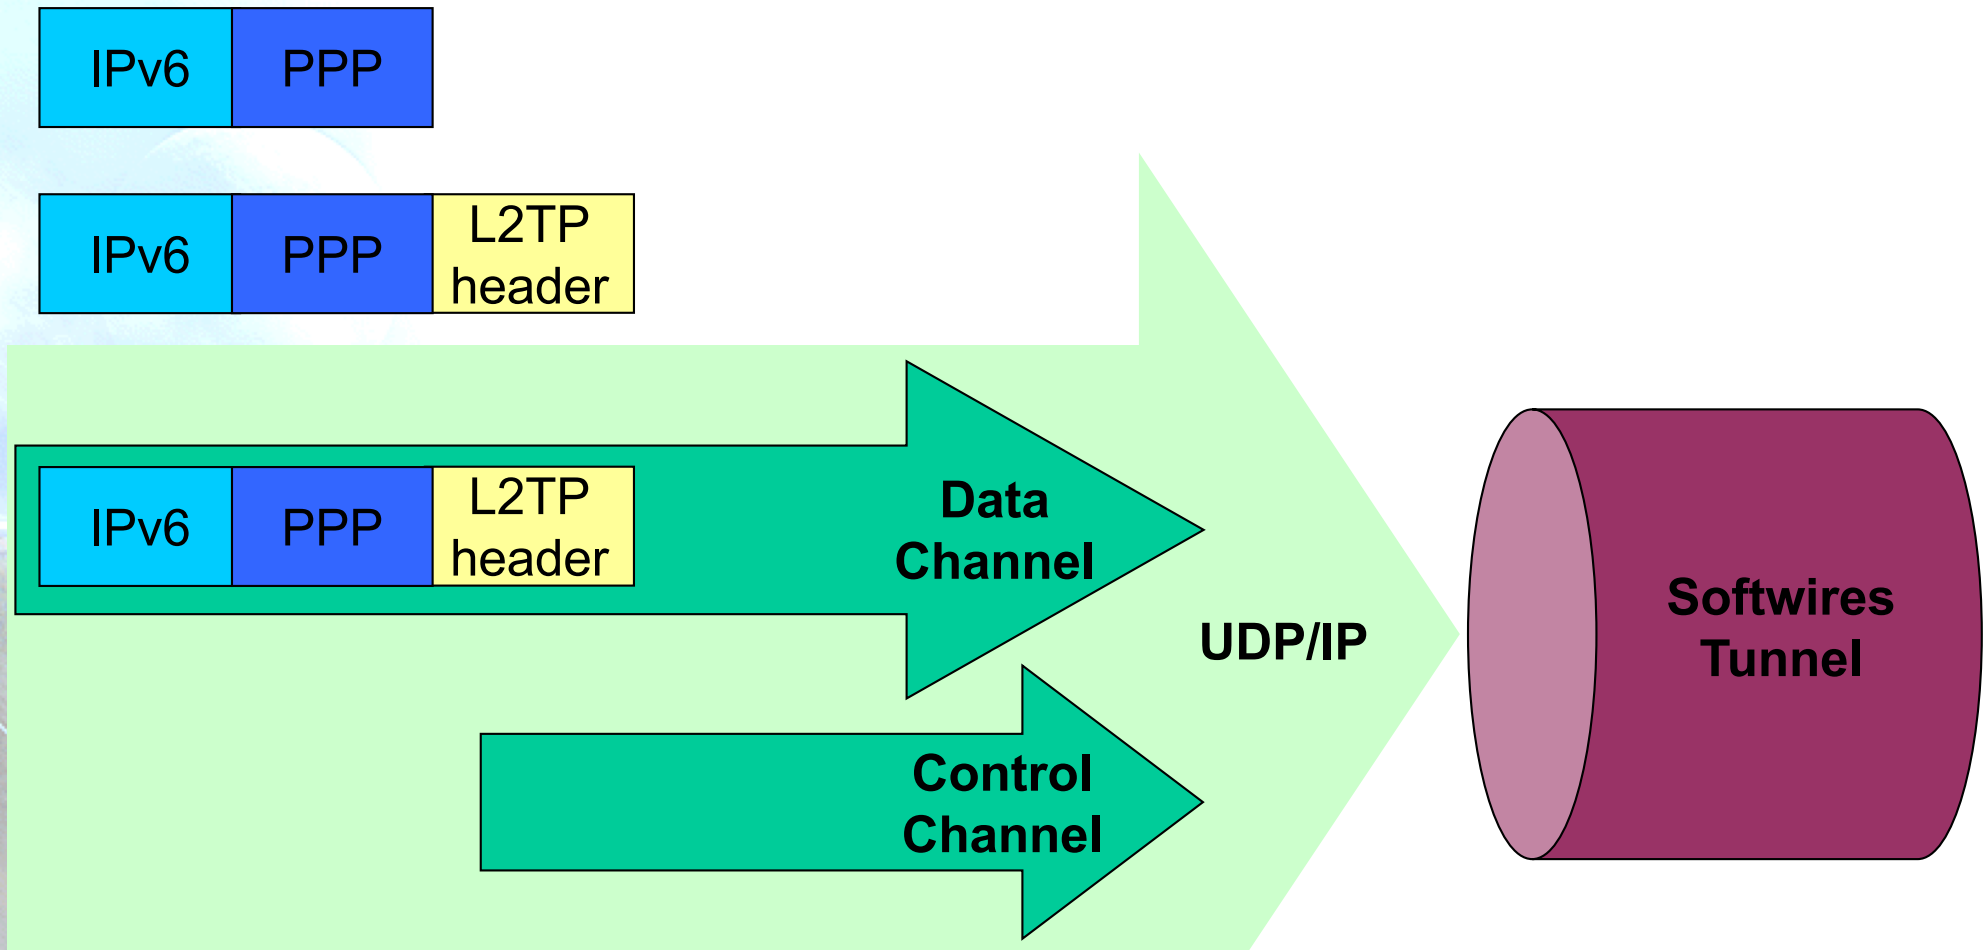 IPv6 PPP
IPv6 PPP L2TP
header
IPv6 PPP L2TP
header
Data
Channel
UDP/IP
Control
Channel
Softwires
Tunnel